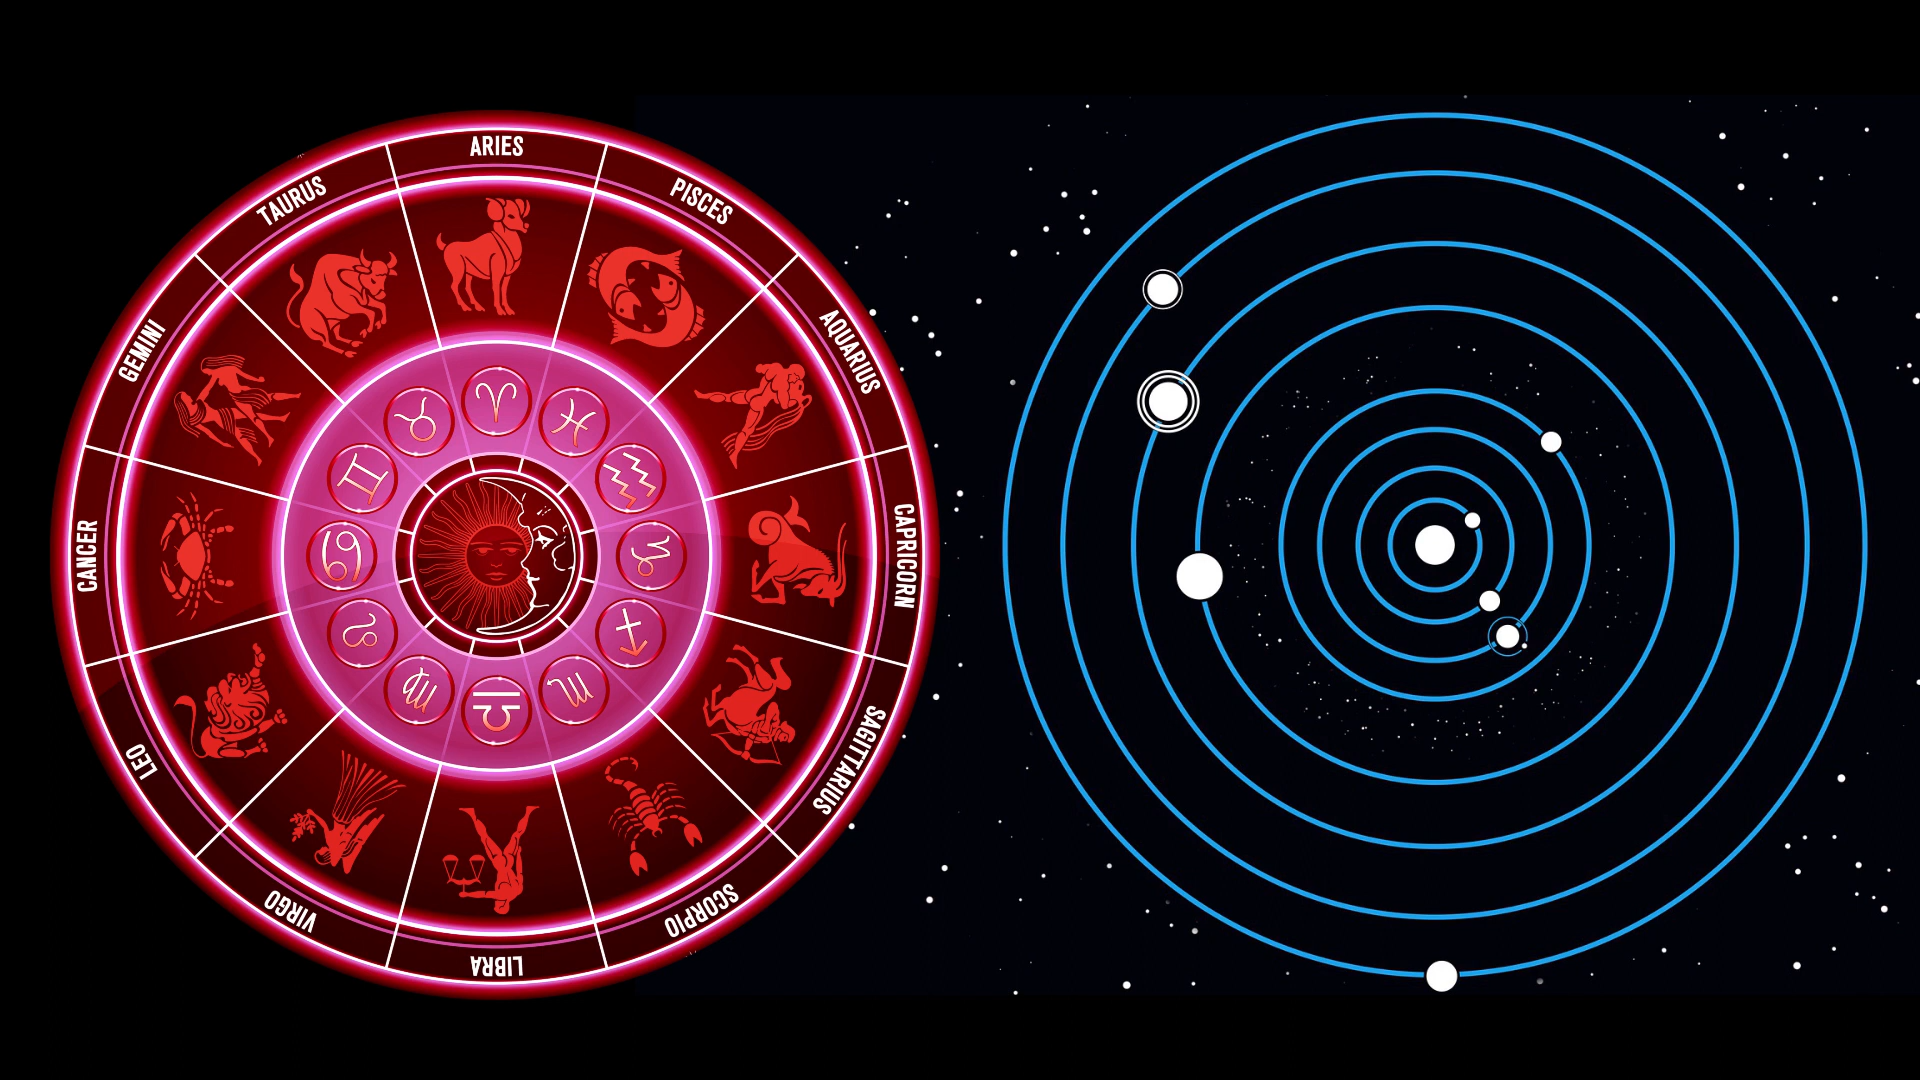 ARIES
PISCES
AQUARIUS
CAPRICORN
SAGITTARIUS
SCORPIO
LIBRA
VIRGO
LEO
CANCER
GEMINI
TAURUS